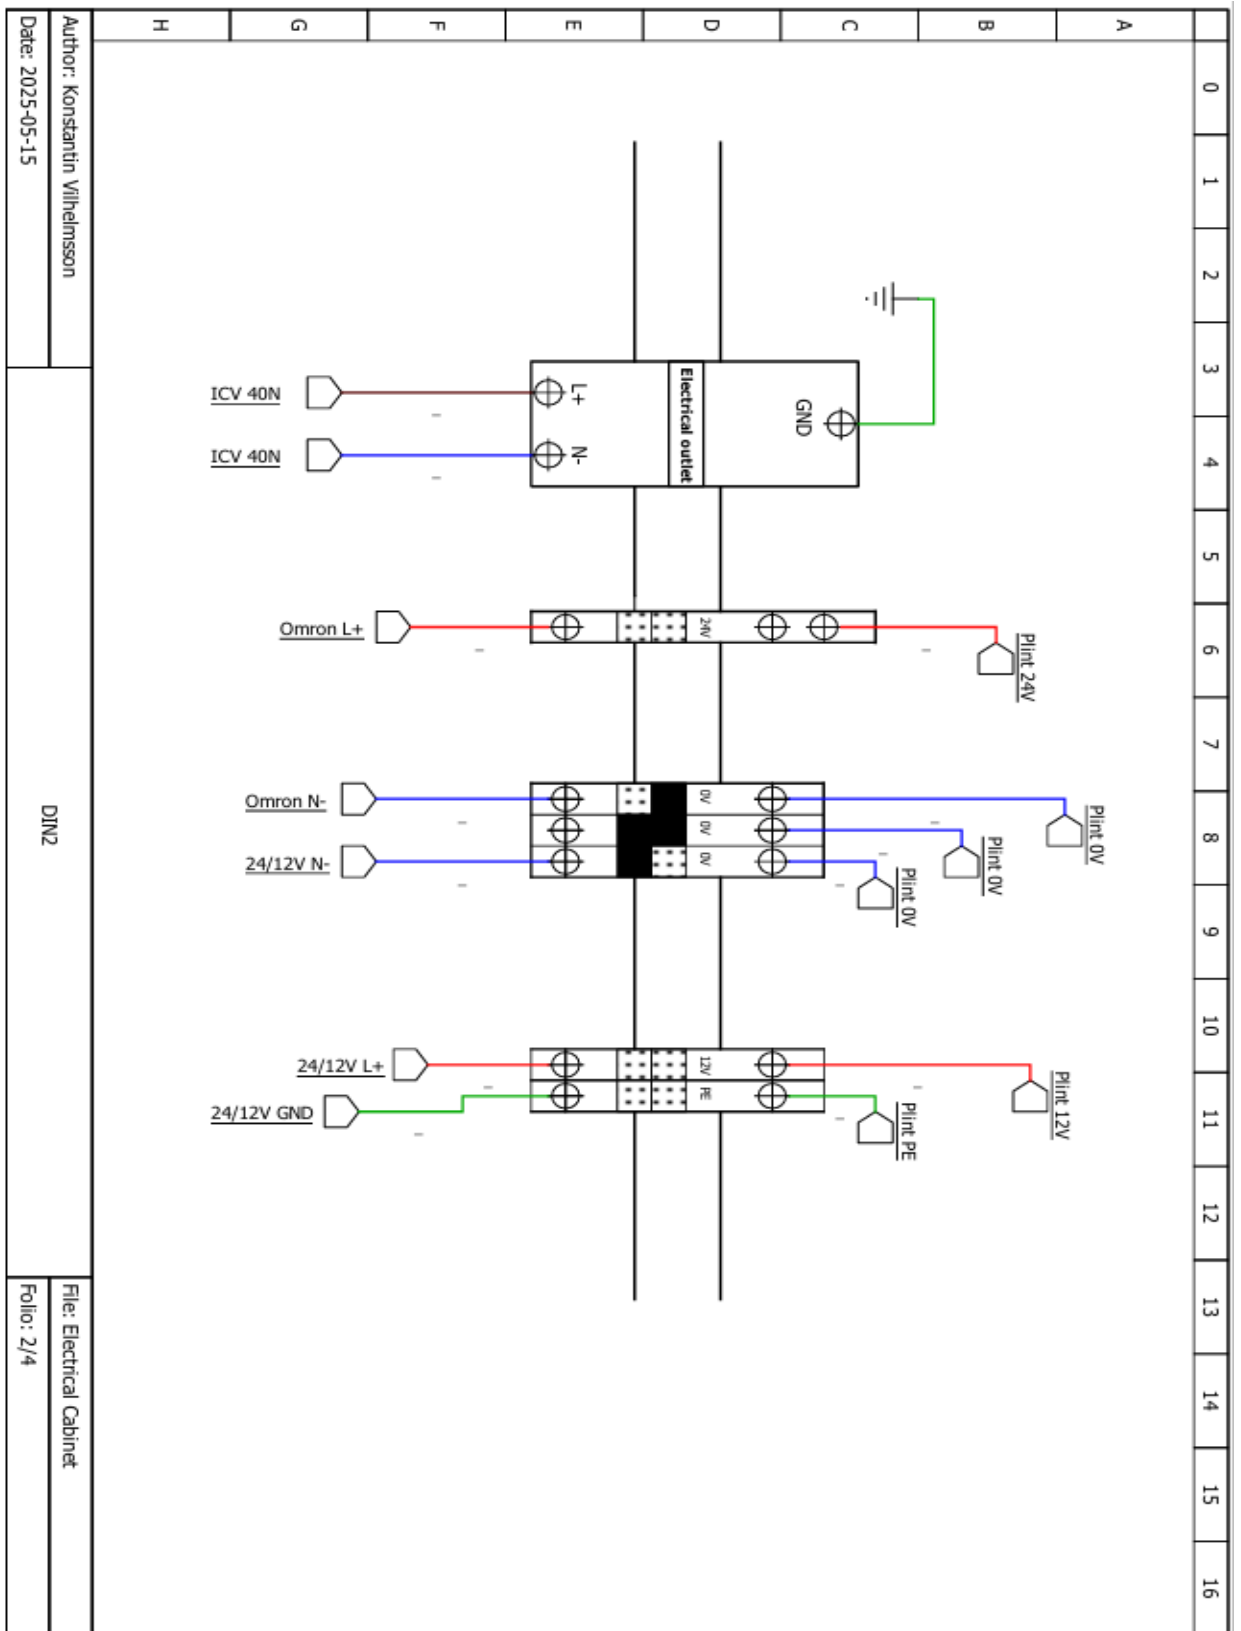 0 1 2 3 4 5 6 7 8 9 10 11 12 13 14 15 16
A
B
C
D
E
F
G
H
GND
Electrical outlet
L+
N-
ICV 40N
ICV 40N
Plint 24V
24V
Omron L+
Plint 0V
Plint 0V
Plint 0V
0V
0V
0V
Omron N-
24/12V N-
Plint 12V
Plint PE
12V
PE
24/12V L+
24/12V GND
Author: Konstantin Vilhelmsson
Date: 2025-05-15
DIN2
File: Electrical Cabinet
Folio: 2/4